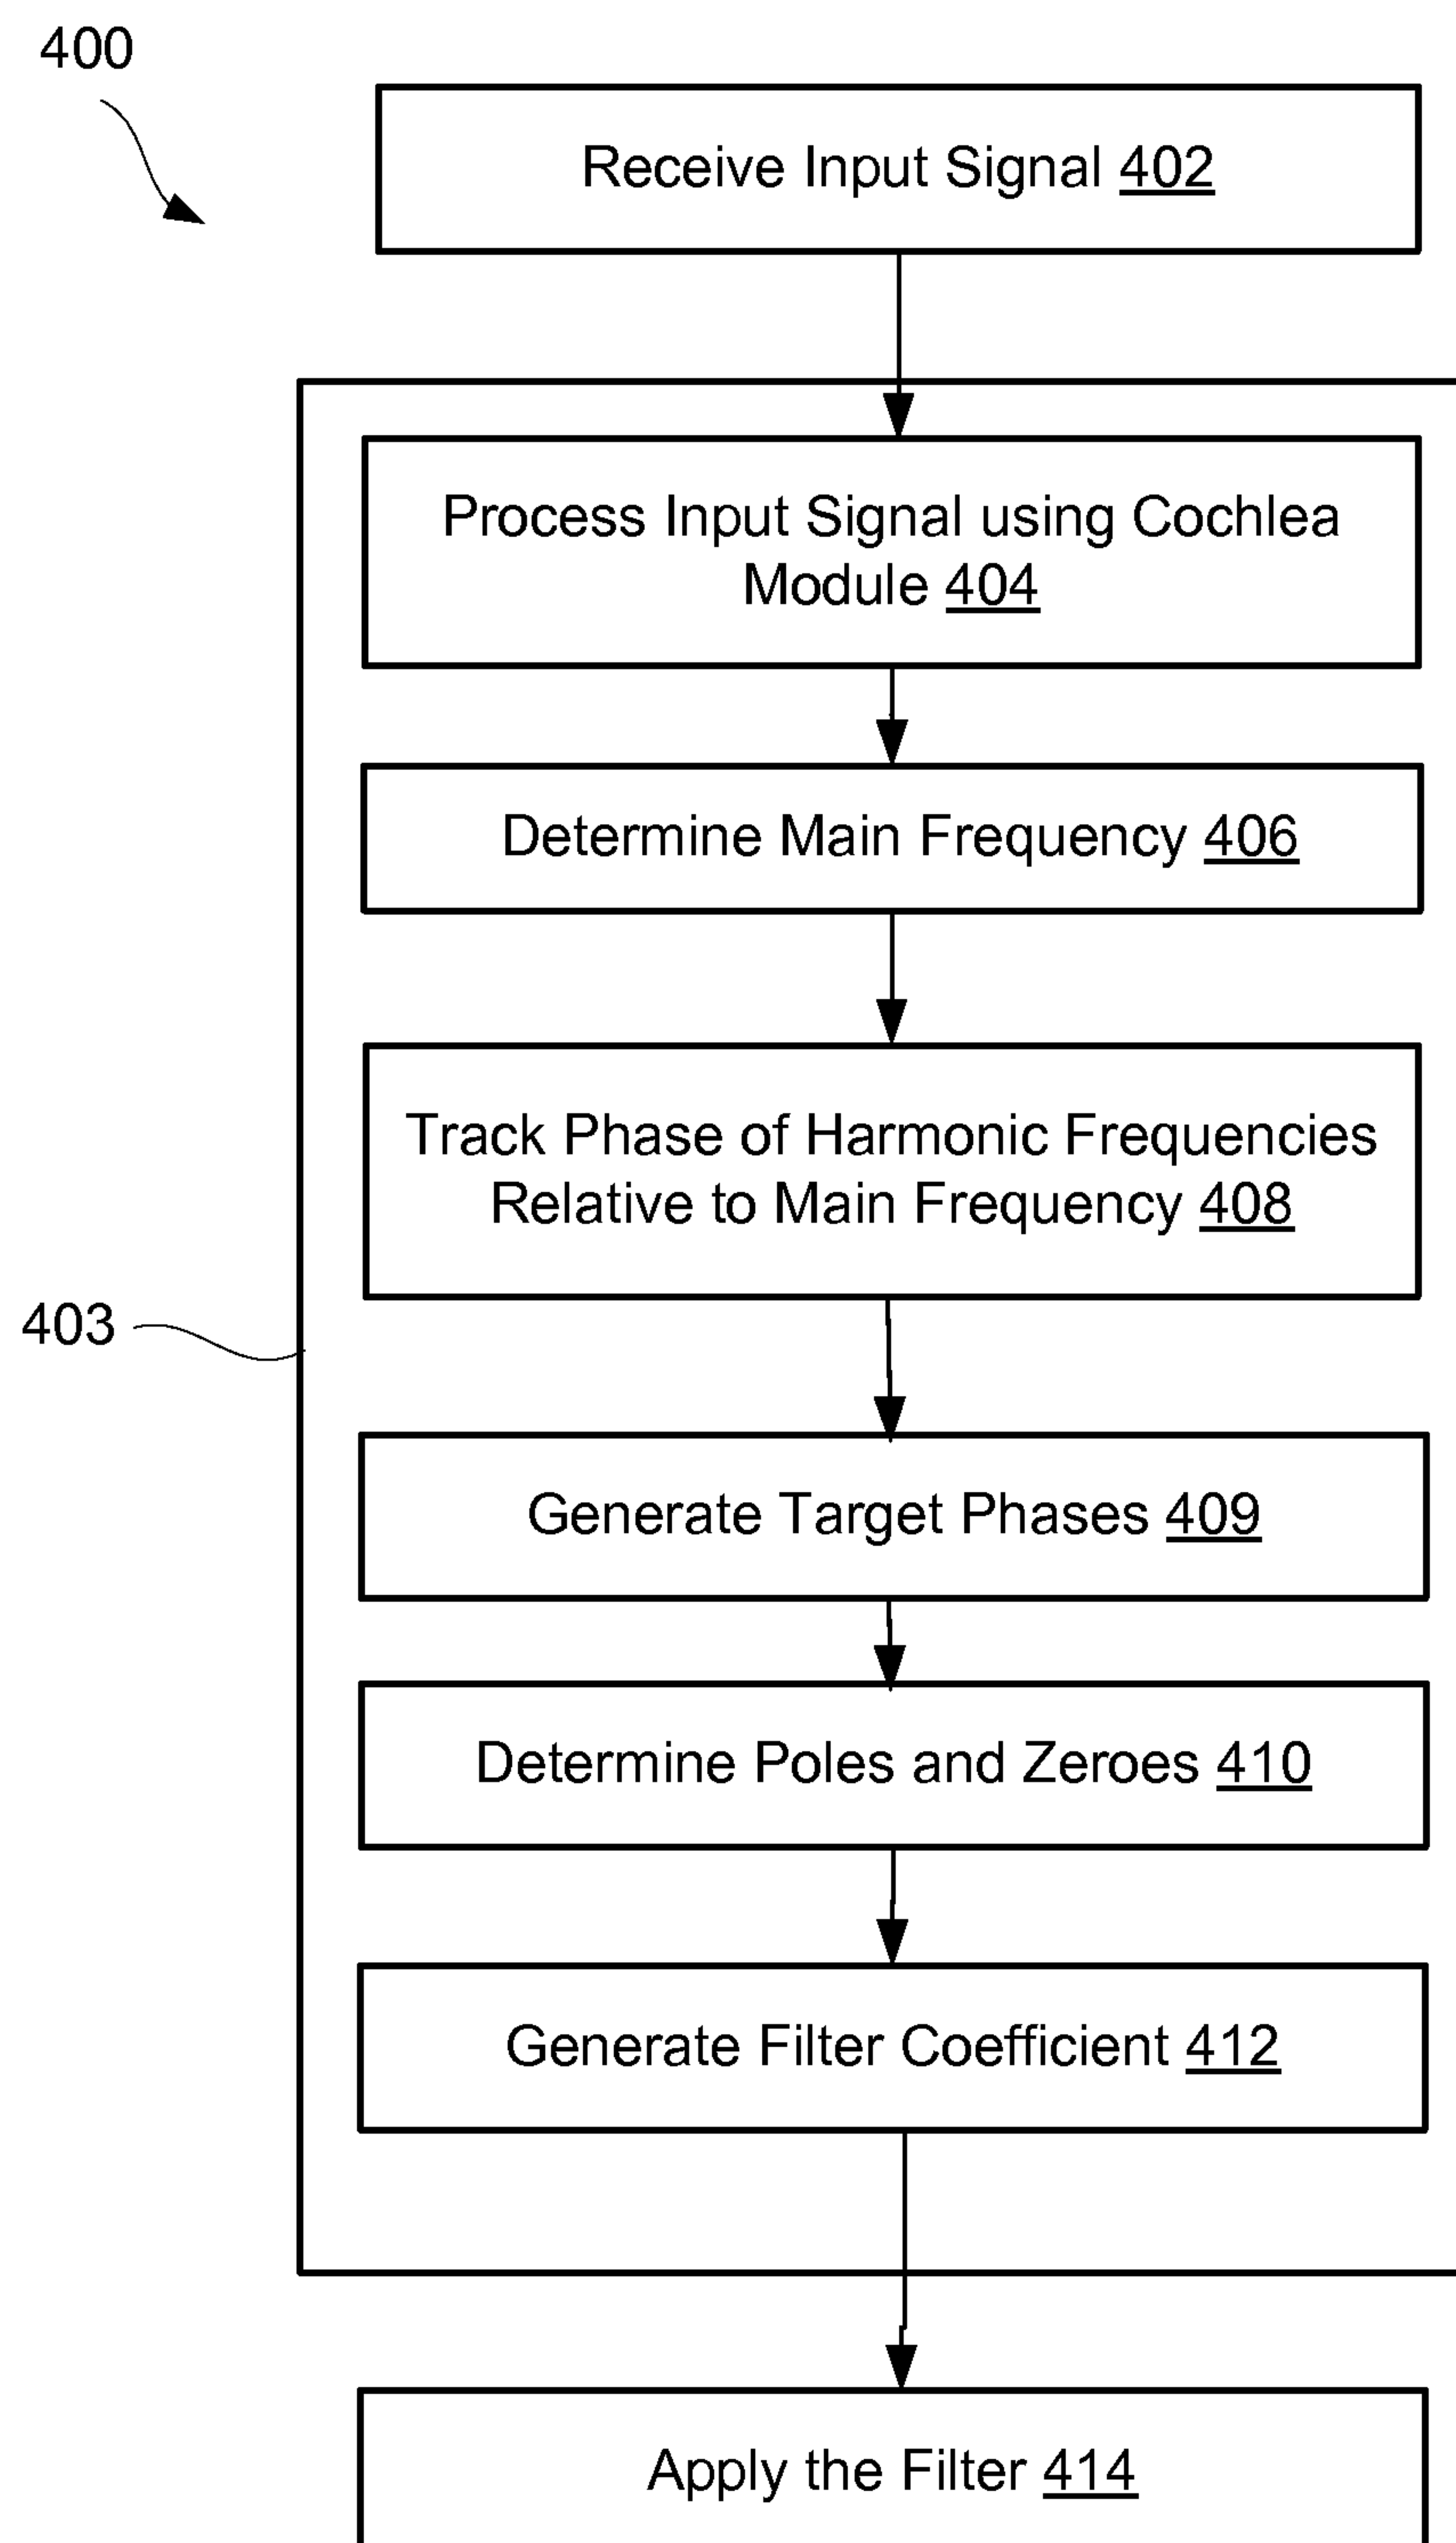 400
Receive Input Signal 402
Process Input Signal using Cochlea
Module 404
Determine Main Frequency 406
Track Phase of Harmonic Frequencies
Relative to Main Frequency 408
403
Generate Target Phases 409
Determine Poles and Zeroes 410
Generate Filter Coefficient 412
Apply the Filter 414